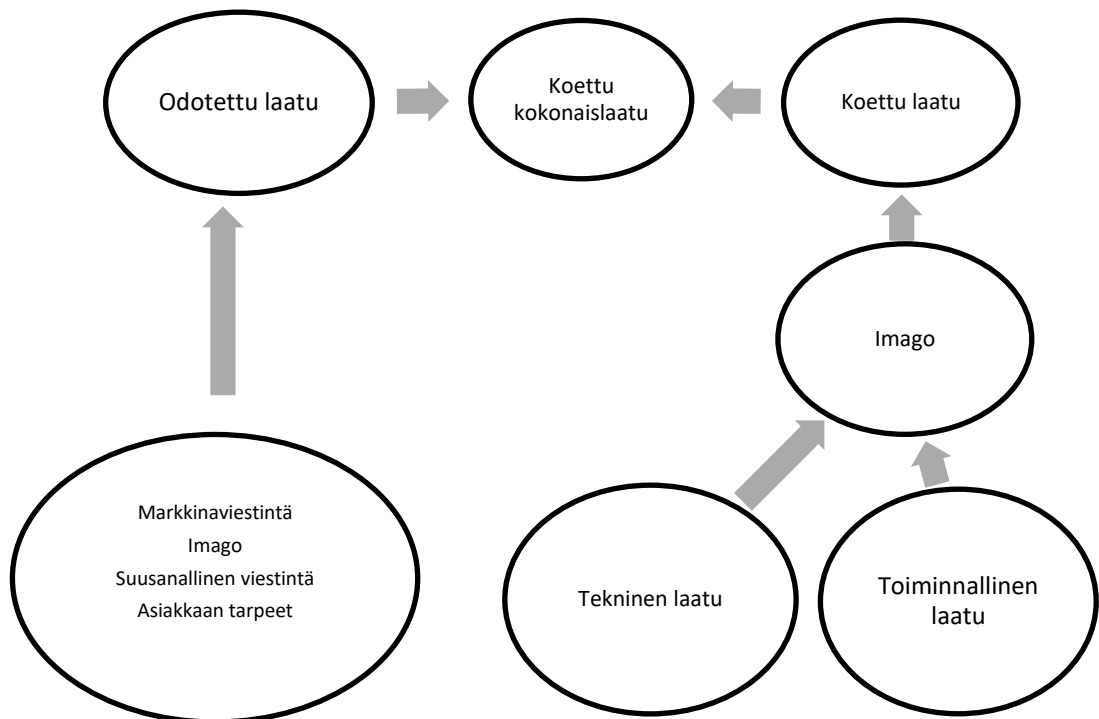 Odotettu laatu
Koettu
kokonaislaatu
Koettu laatu
Imago
Markkinaviestintä
Imago
Suusanallinen viestintä
Asiakkaan tarpeet
Tekninen laatu
Toiminnallinen
laatu